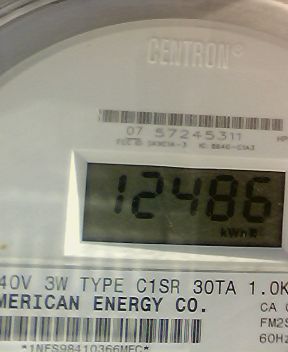 CENTRON®
07 57245311
12486
kWh
40V 3W TYPE C1SR 30TA 1.0K
MERICAN ENERGY CO.
CA
FM2S
60HZ
*1NFS98410366MFC*